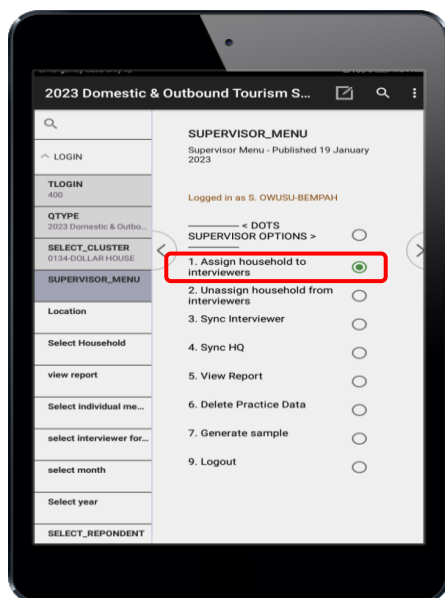 2023 Domestic & Outbound Tourism S...
LOGIN
TLOGIN
400
QTYPE
2023 Domestic & Outbo...
SELECT_CLUSTER
0134-DOLLAR HOUSE
SUPERVISOR_MENU
Location
Select Household
view report
Select individual me...
select interviewer for...
select month
Select year
SELECT_REPONDENT
SUPERVISOR_MENU
Supervisor Menu - Published 19 January
2023
Logged in as S. OWUSU-BEMPAH
________ < DOTS
SUPERVISOR OPTIONS >
________
1. Assign household to
interviewers
2. Unassign household from
interviewers
3. Sync Interviewer
4. Sync HQ
5. View Report
6. Delete Practice Data
7. Generate sample
9. Logout